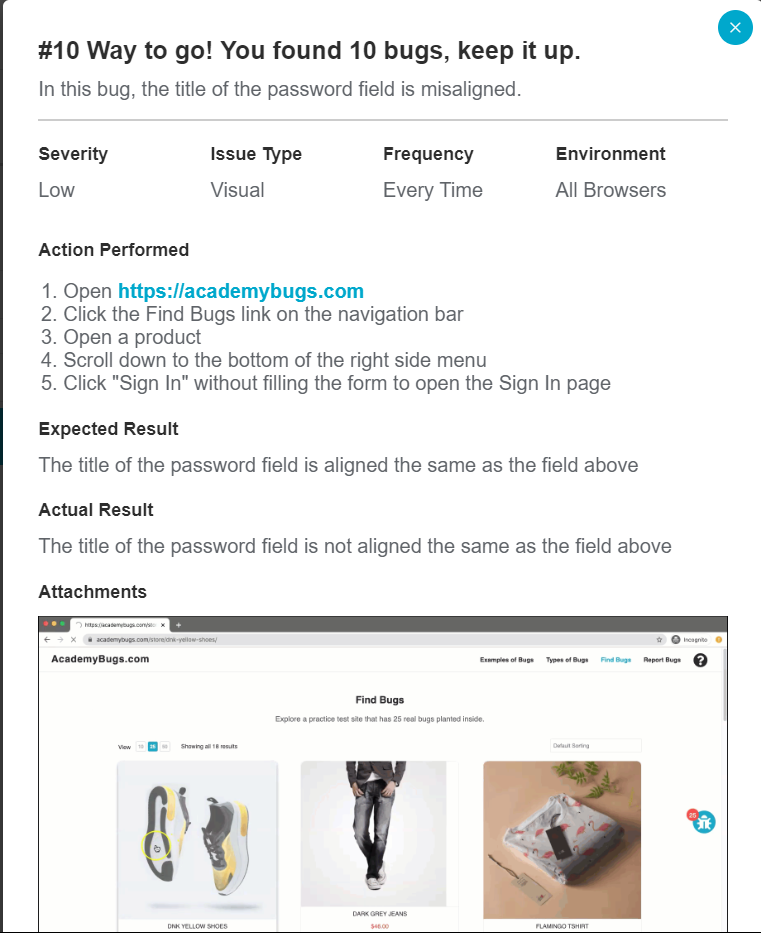 #10 Way to go! You found 10 bugs, keep it up.
In this bug, the title of the password field is misaligned.
Severity Issue Type Frequency Environment
Low Visual Every Time All Browsers
Action Performed
1. Open https://academybugs.com
2. Click the Find Bugs link on the navigation bar
3. Open a product
4. Scroll down to the bottom of the right side menu
5. Click "Sign In" without filling the form to open the Sign In page
Expected Result
The title of the password field is aligned the same as the field above
Actual Result
The title of the password field is not aligned the same as the field above
Attachments
https://academybugs.com/sto
academybugs.com/store/dnk-yellow-shoes/ Incognito
AcademyBugs.com Examples of Bugs Types of Bugs Find Bugs Report Bugs ?
Find Bugs
Explore a practice test site that has 25 real bugs planted inside.
View 10 25 50 Showing all 18 results Default Sorting
25
DNK YELLOW SHOES DARK GREY JEANS FLAMINGO TSHIRT
$46.00